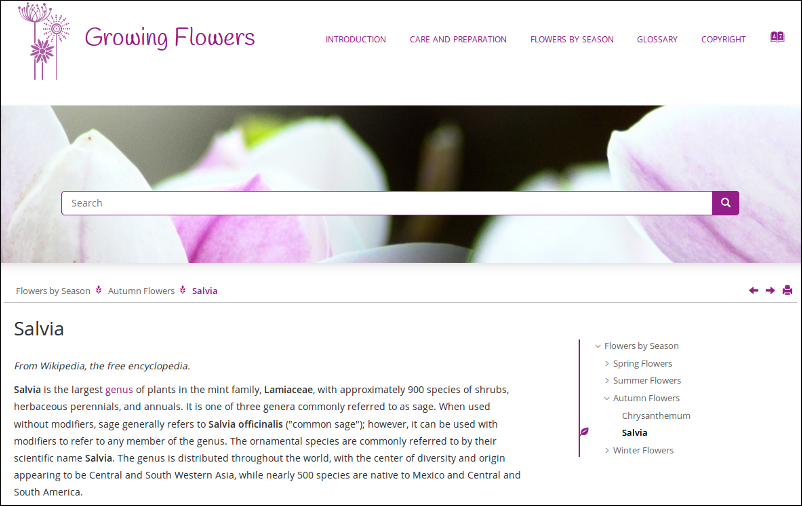 Growing Flowers
INTRODUCTION CARE AND PREPARATION FLOWERS BY SEASON GLOSSARY COPYRIGHT
Search
Flowers by Season Autumn Flowers Salvia
Salvia
From Wikipedia, the free encyclopedia.
Salvia is the largest genus of plants in the mint family, Lamiaceae, with approximately 900 species of shrubs,
herbaceous perennials, and annuals. It is one of three genera commonly referred to as sage. When used
without modifiers, sage generally refers to Salvia officinalis ("common sage"); however, it can be used with
modifiers to refer to any member of the genus. The ornamental species are commonly referred to by their
scientific name Salvia. The genus is distributed throughout the world, with the center of diversity and origin
appearing to be Central and South Western Asia, while nearly 500 species are native to Mexico and Central and
South America.
Flowers by Season
Spring Flowers
Summer Flowers
Autumn Flowers
Chrysanthemum
Salvia
Winter Flowers